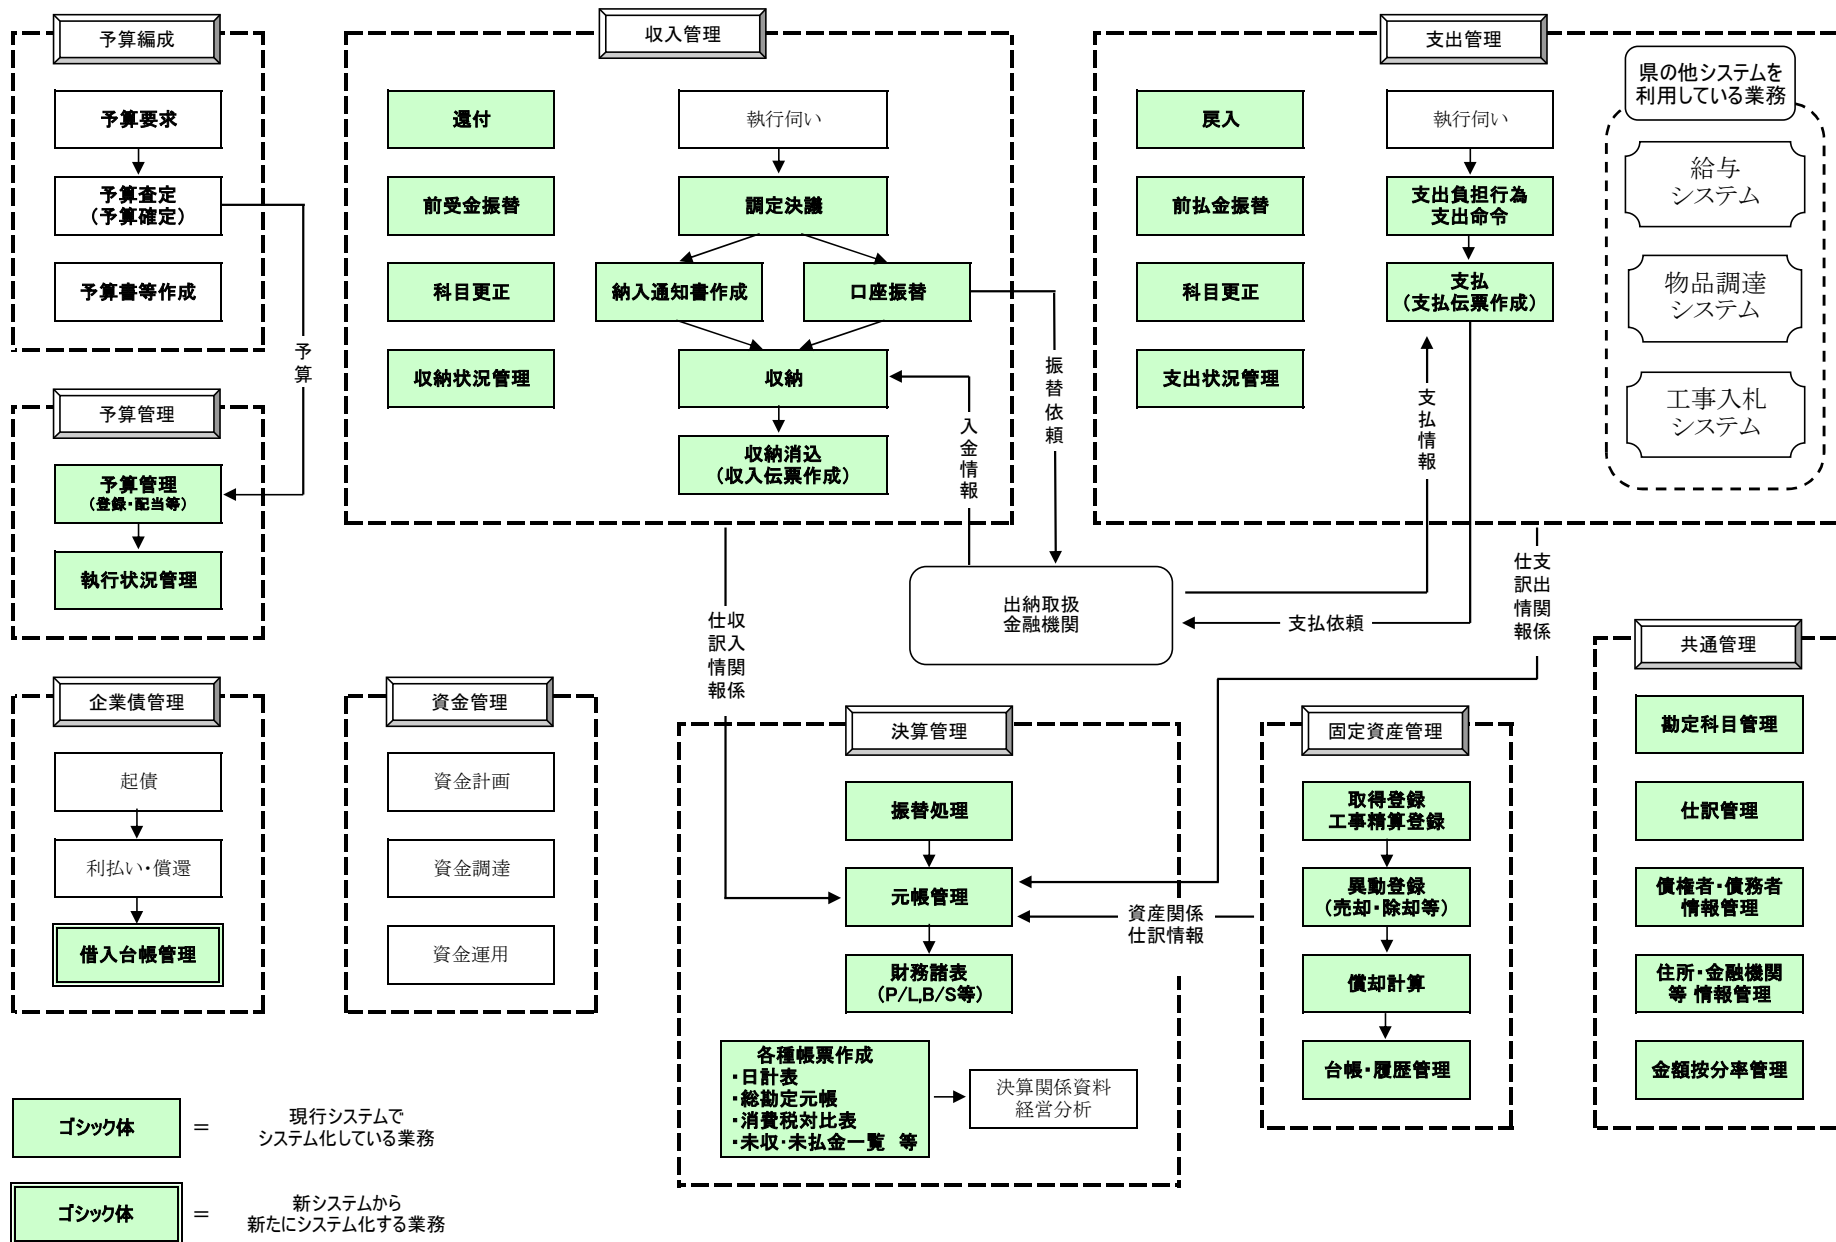 予算編成
予算要求
予算査定
（予算確定）
予算書等作成
予算
予算管理
予算管理
（登録・配当等）
執行状況管理
収入管理
還付
前受金振替
科目更正
収納状況管理
執行伺い
調定決議
納入通知書作成
口座振替
収納
収納消込
（収入伝票作成）
入金情報
振替依頼
支出管理
戻入
前払金振替
科目更正
支出状況管理
執行伺い
支出負担行為
支出命令
支払
（支払伝票作成）
支払情報
県の他システムを
利用している業務
給与
システム
物品調達
システム
工事入札
システム
出納取扱
金融機関
支払依頼
収入関係
仕訳情報
支出関係
仕訳情報
企業債管理
起債
利払い・償還
借入台帳管理
資金管理
資金計画
資金調達
資金運用
決算管理
振替処理
元帳管理
財務諸表
（P/L,B/S等）
各種帳票作成
・日計表
・総勘定元帳
・消費税対比表
・未収・未払金一覧　等
決算関係資料
経営分析
資産関係
仕訳情報
固定資産管理
取得登録
工事精算登録
異動登録
（売却・除却等）
償却計算
台帳・履歴管理
共通管理
勘定科目管理
仕訳管理
債権者・債務者
情報管理
住所・金融機関
等 情報管理
金額按分率管理
ゴシック体 ＝ 現行システムで
システム化している業務
ゴシック体 ＝ 新システムから
新たにシステム化する業務